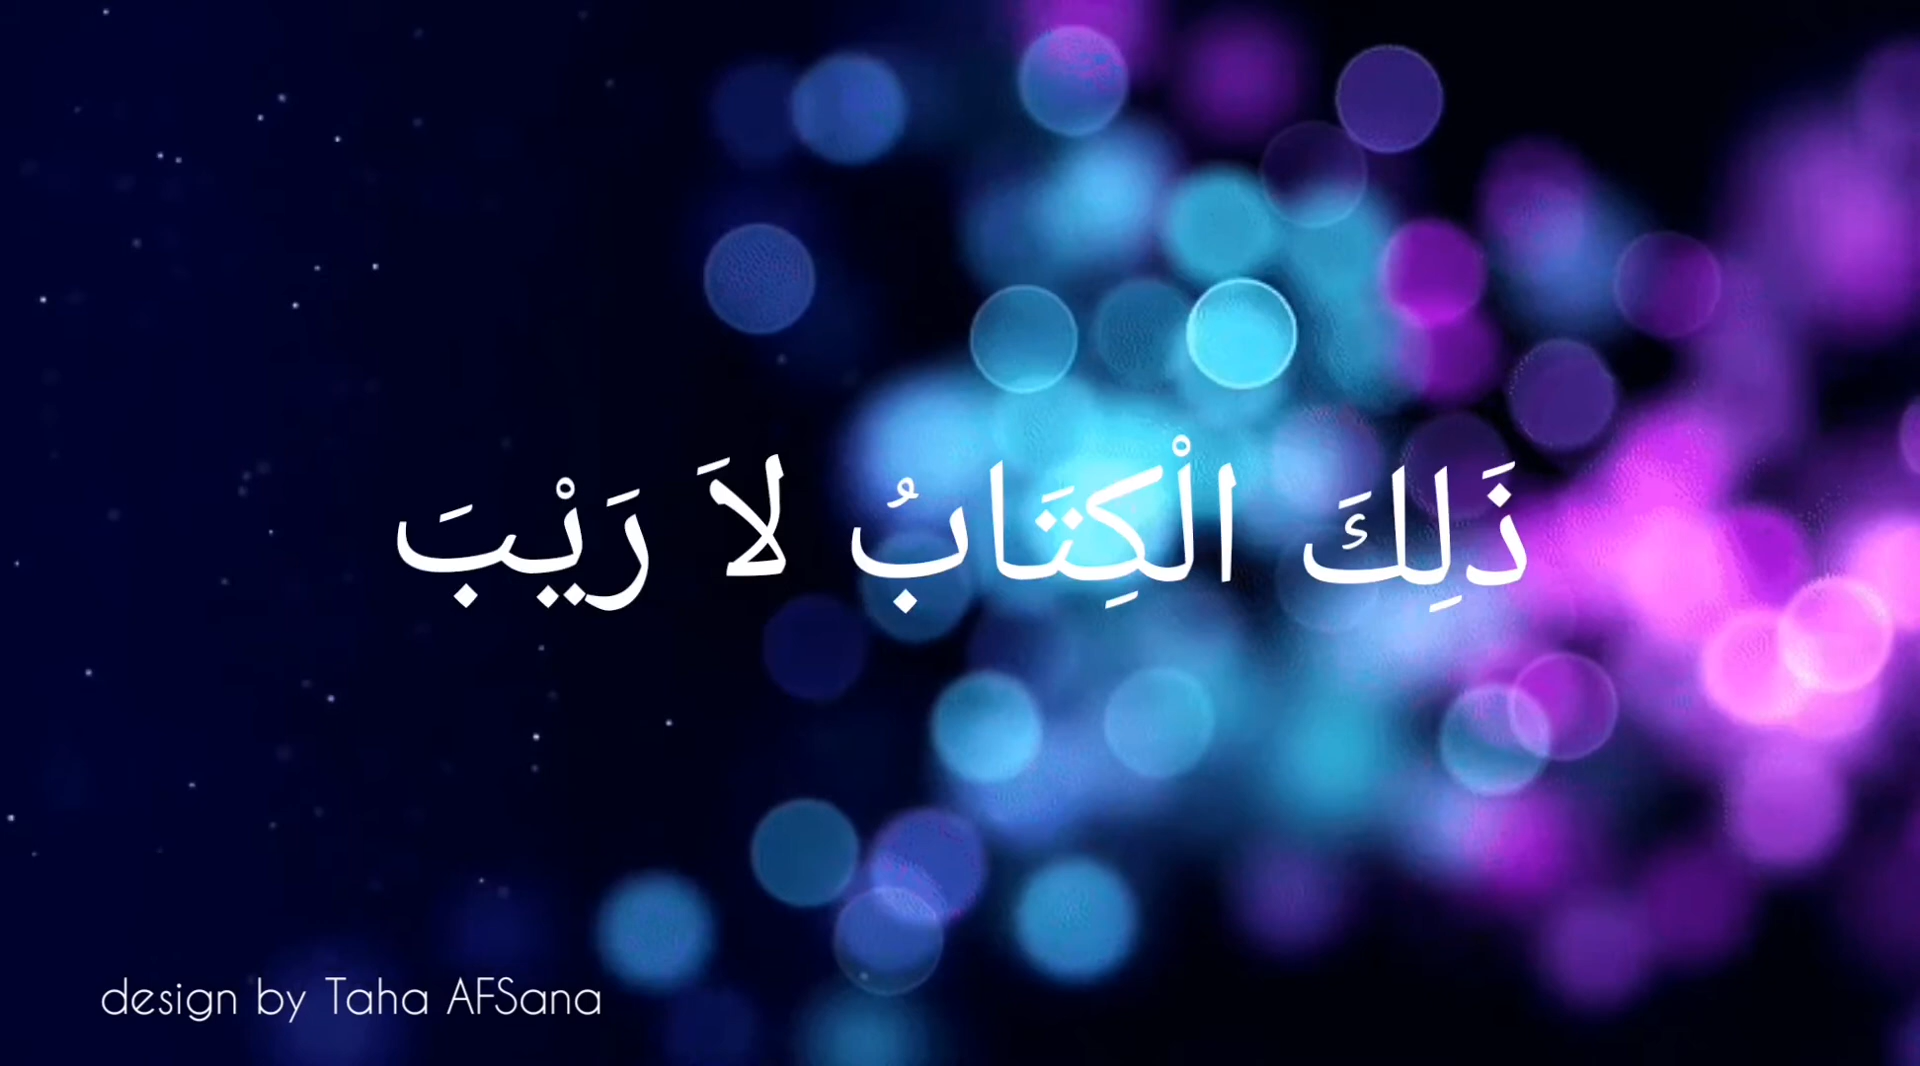 ذَلِكَ الْكِتَابُ لاَ رَيْبَ
design by Taha AFSana